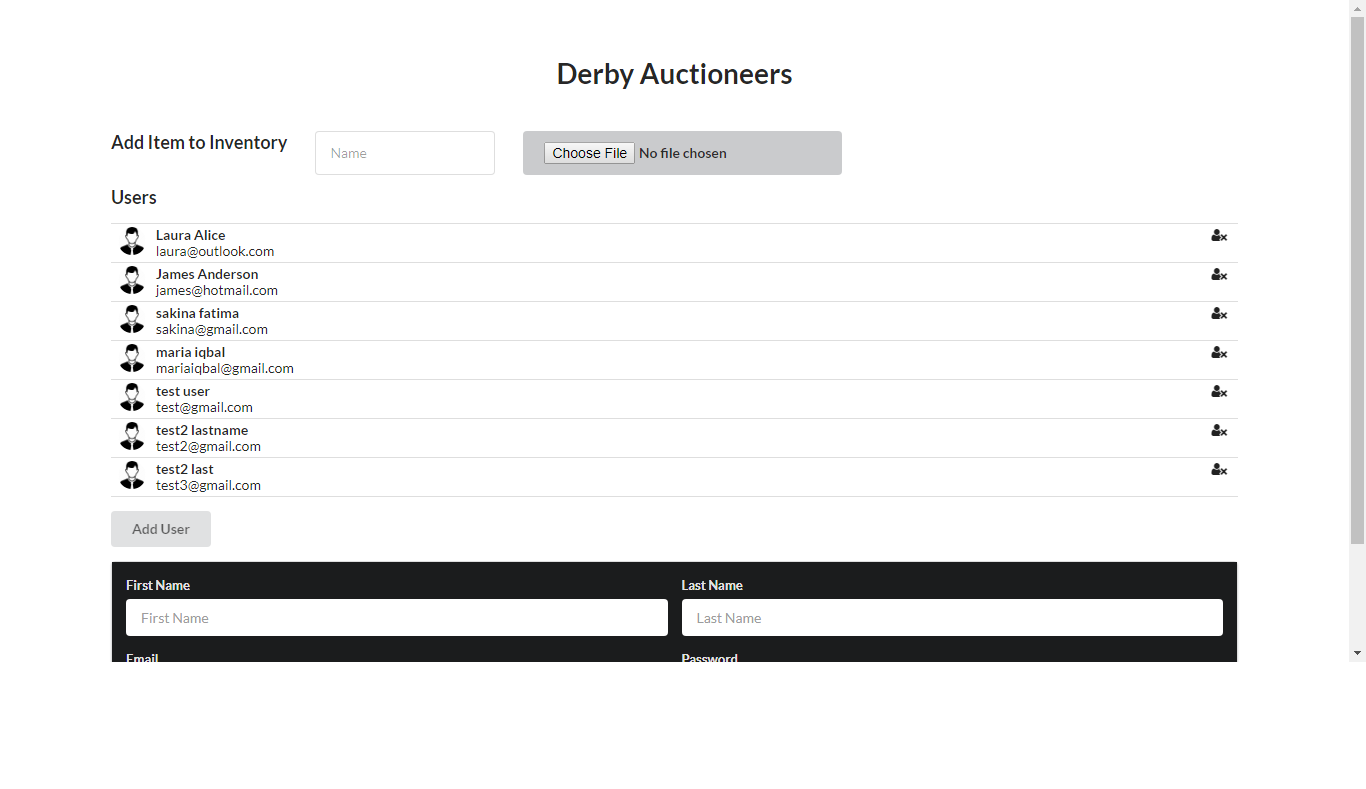 Derby Auctioneers
Add Item to Inventory
Name
Choose File No file chosen
Users
Laura Alice
laura@outlook.com
James Anderson
james@hotmail.com
sakina fatima
sakina@gmail.com
maria iqbal
mariaiqbal@gmail.com
test user
test@gmail.com
test2 lastname
test2@gmail.com
test2 last
test3@gmail.com
Add User
First Name
Last Name
First Name
Last Name
Email
Password